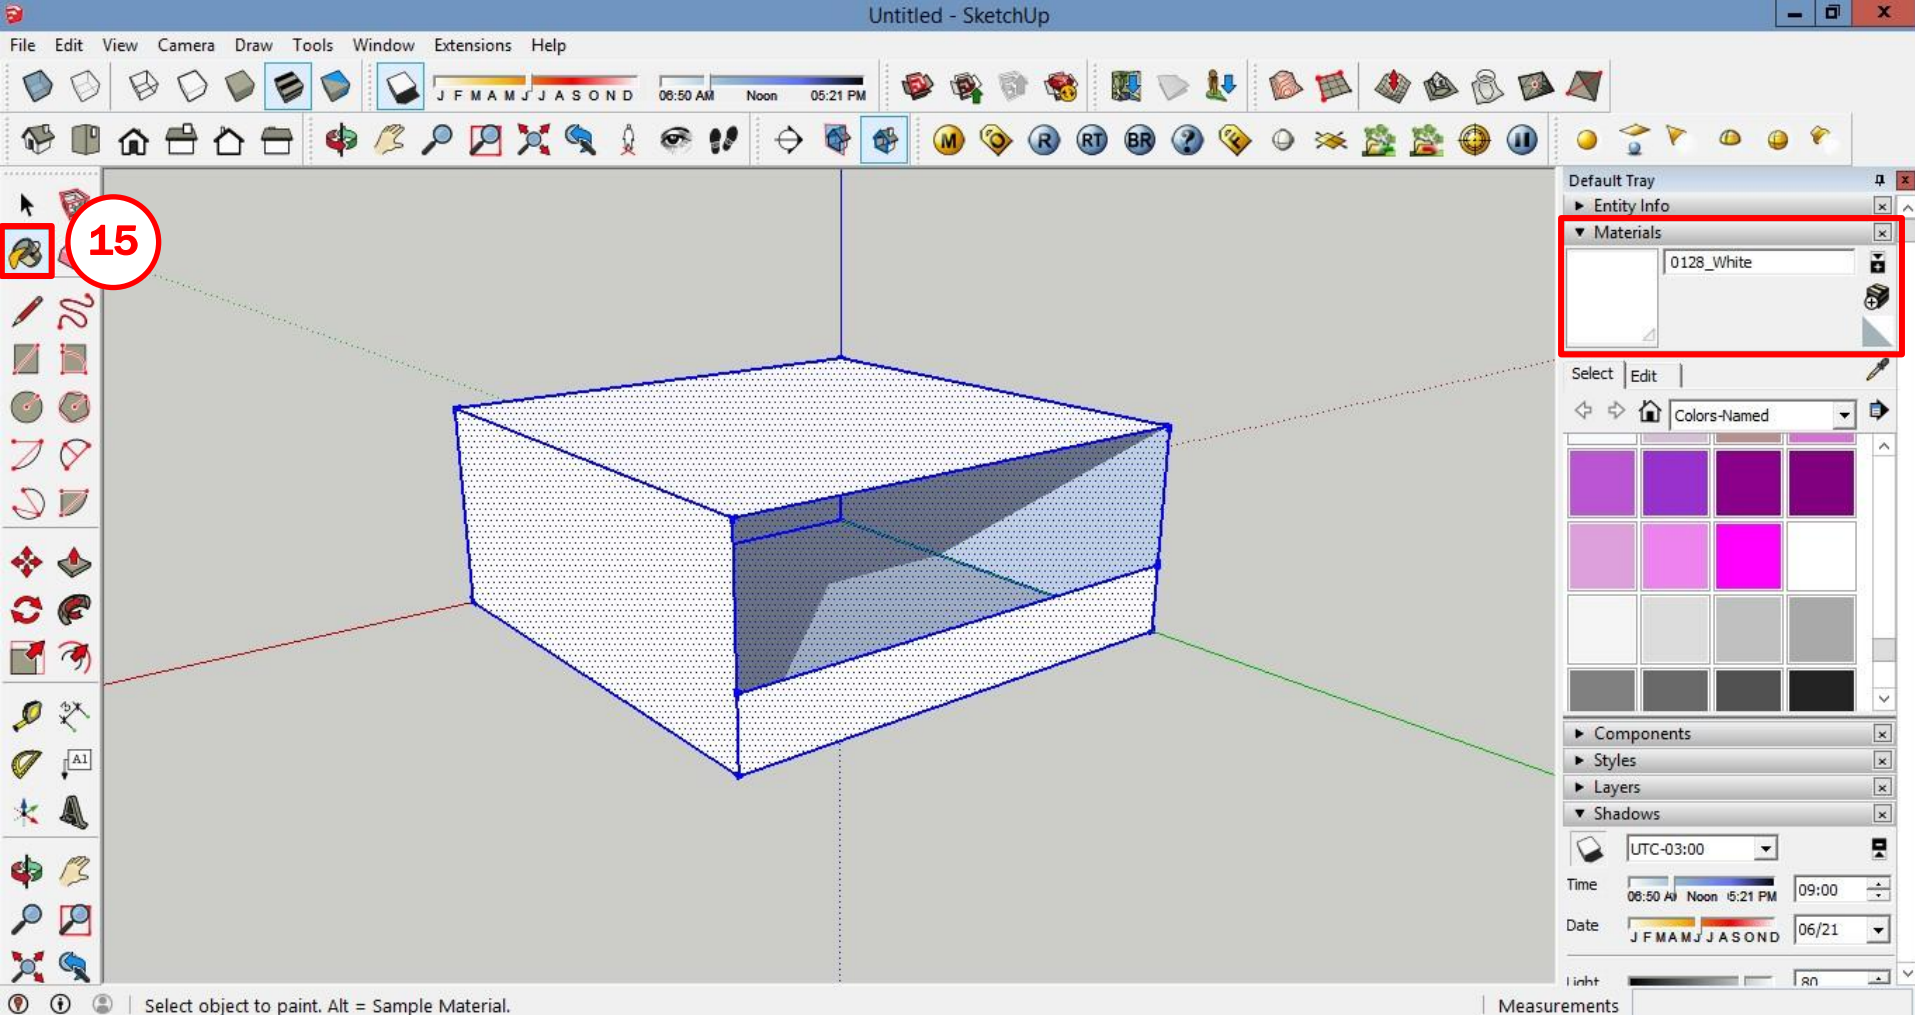 Untitled - SketchUp
File Edit View Camera Draw Tools Window Extensions Help
J F M A M J J A S O N D 06:50 AM Noon 05:21 PM
M R RT BR ?
Default Tray
Entity Info
15
Materials
0128_White
Select Edit
Colors-Named
A1
Components
Styles
Layers
Shadows
UTC-03:00
Time 06:50 AM Noon 5:21 PM 09:00
Date J F M A M J J A S O N D 06/21
Light 80
Select object to paint. Alt = Sample Material.
Measurements